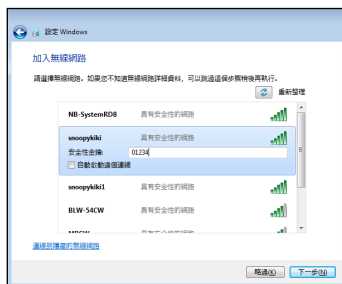 設定 Windows
加入無線網路
請選擇無線網路。如果您不知道無線網路詳細資料，可以跳過這個步驟稍後再執行。
重新整理
NB-SystemRD8 具有安全性的網路
snoopykiki 具有安全性的網路
安全性金鑰: 01234
自動啟動這個連線
snoopykiki1 具有安全性的網路
BLW-54CW 具有安全性的網路
連線到隱藏的無線網路
略過(K) 下一步(N)